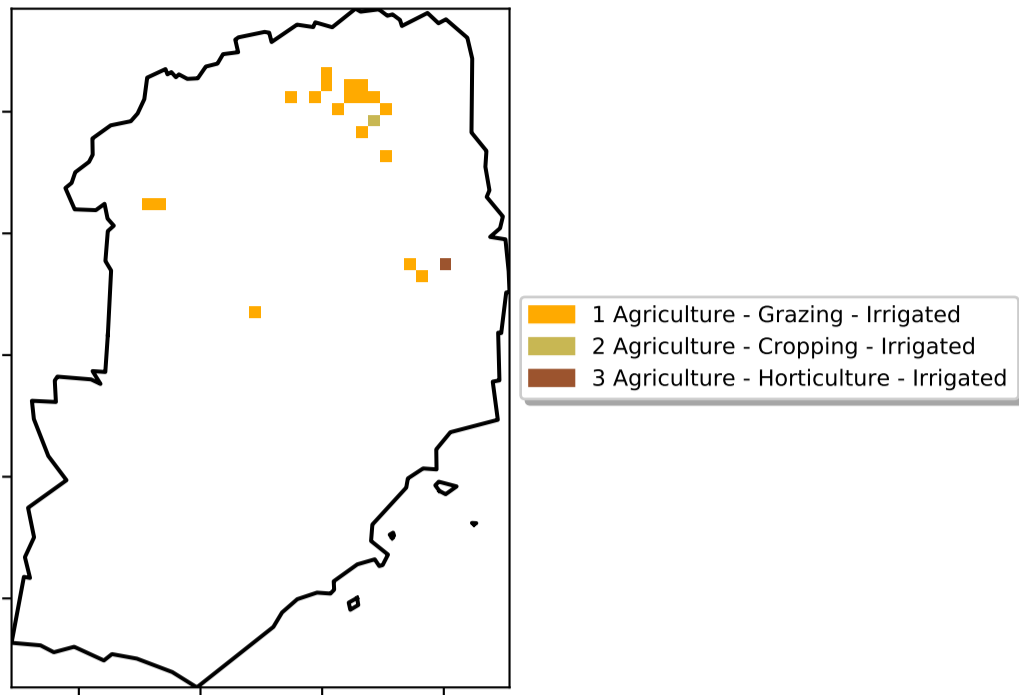 1 Agriculture - Grazing - Irrigated
2 Agriculture - Cropping - Irrigated
3 Agriculture - Horticulture - Irrigated